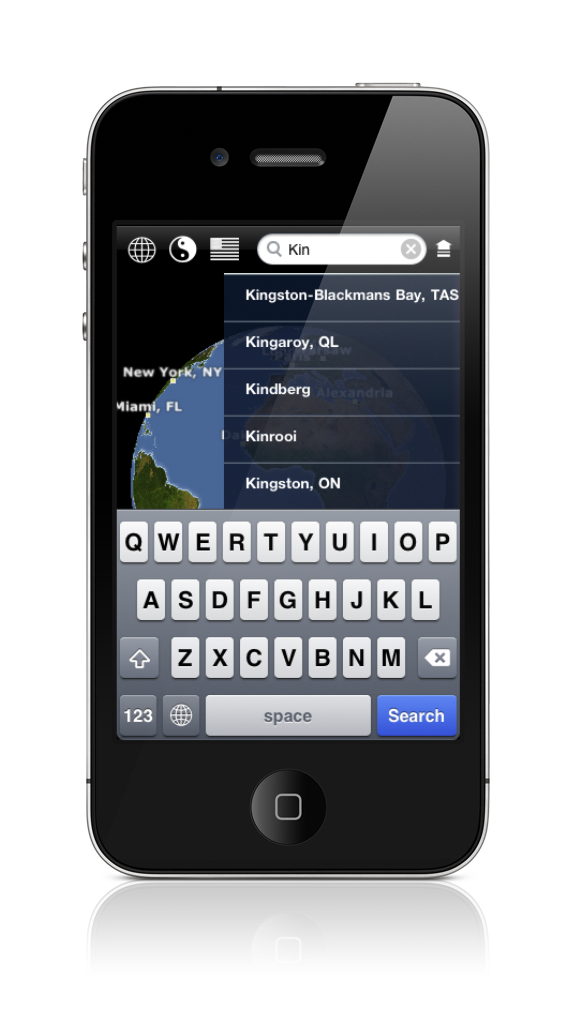 Kin
Kingston-Blackmans Bay, TAS
Kingaroy, QL
New York, NY
Kindberg
Alexandria
Miami, FL
Kinrooi
Kingston, ON
Q W E R T Y U I O P
A S D F G H J K L
Z X C V B N M
123 space Search